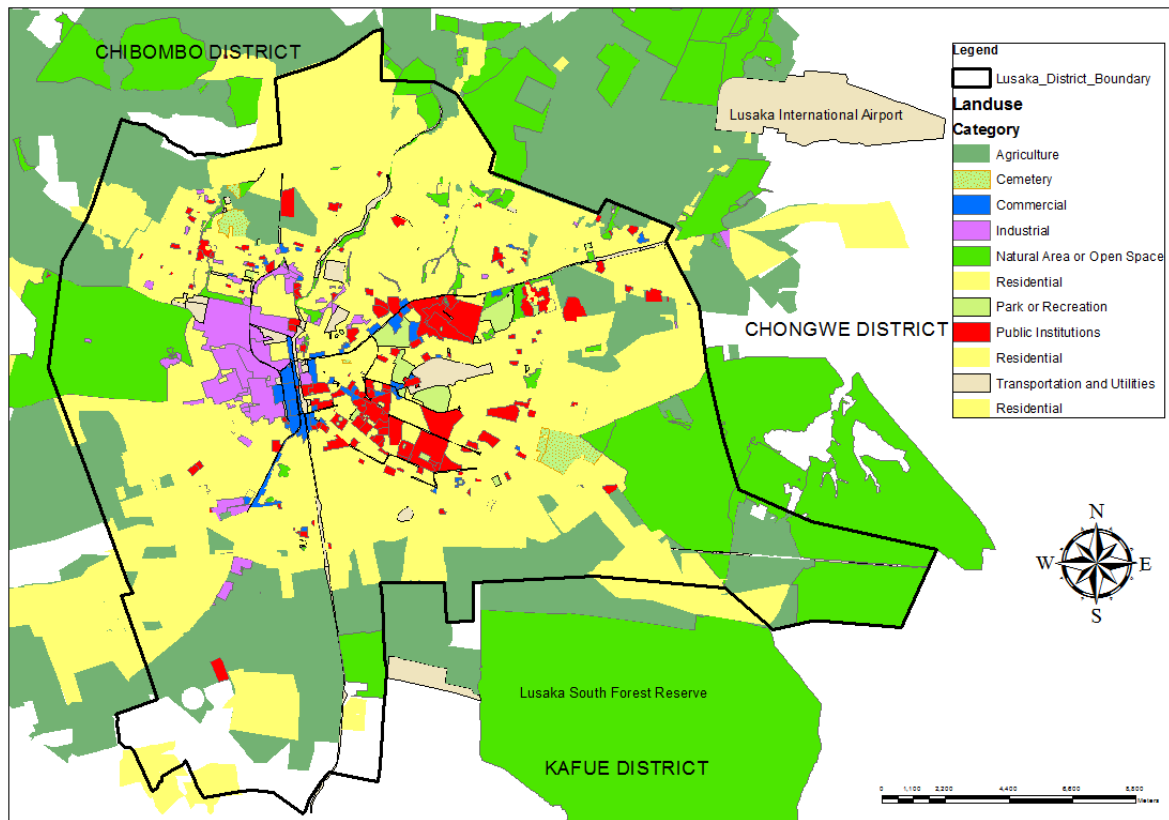 CHIBOMBO DISTRICT
Legend
Lusaka_District_Boundary
Landuse
Category
Agriculture
Cemetery
Commercial
Industrial
Natural Area or Open Space
Residential
Park or Recreation
Public Institutions
Residential
Transportation and Utilities
Residential
Lusaka International Airport
CHONGWE DISTRICT
N
W E
S
Lusaka South Forest Reserve
KAFUE DISTRICT
0 1,100 2,200 4,400 6,600 8,800
Meters